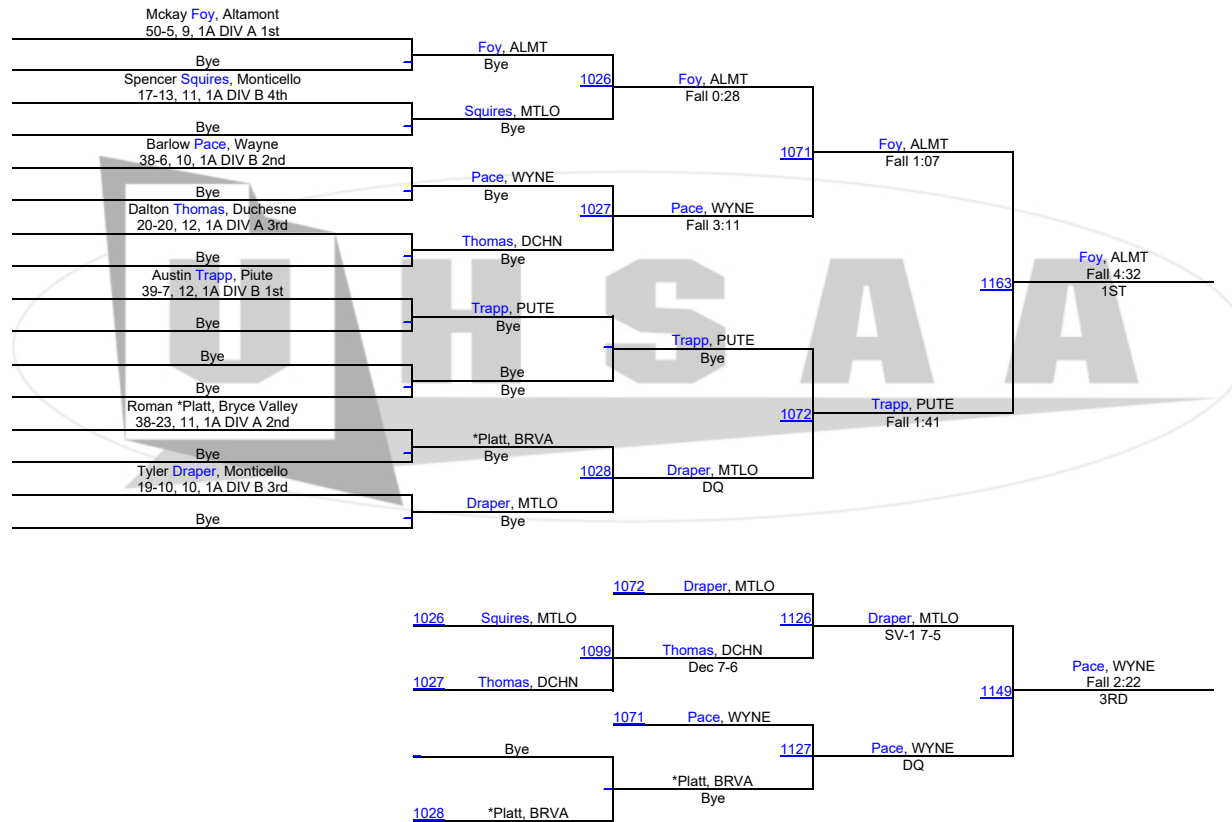 Mckay Foy, Altamont
50-5, 9, 1A DIV A 1st
Bye
Spencer Squires, Monticello
17-13, 11, 1A DIV B 4th
Bye
Barlow Pace, Wayne
38-6, 10, 1A DIV B 2nd
Bye
Dalton Thomas, Duchesne
20-20, 12, 1A DIV A 3rd
Bye
Austin Trapp, Piute
39-7, 12, 1A DIV B 1st
Bye
Bye
Bye
Roman *Platt, Bryce Valley
38-23, 11, 1A DIV A 2nd
Bye
Tyler Draper, Monticello
19-10, 10, 1A DIV B 3rd
Bye
Foy, ALMT
Bye
1026
Squires, MTLO
Bye
Pace, WYNE
Bye
1027
Thomas, DCHN
Bye
Trapp, PUTE
Bye
Bye
Bye
*Platt, BRVA
Bye
1028
Draper, MTLO
Bye
Foy, ALMT
Fall 0:28
1071
Pace, WYNE
Fall 3:11
Trapp, PUTE
Bye
1072
Draper, MTLO
DQ
Foy, ALMT
Fall 1:07
1163
Trapp, PUTE
Fall 1:41
Foy, ALMT
Fall 4:32
1ST
UHSAA
1072 Draper, MTLO
1026 Squires, MTLO
1126
1099
Thomas, DCHN
Dec 7-6
1027 Thomas, DCHN
Draper, MTLO
SV-1 7-5
1071 Pace, WYNE
Bye
1127
*Platt, BRVA
Bye
1028 *Platt, BRVA
Pace, WYNE
DQ
1149
Pace, WYNE
Fall 2:22
3RD